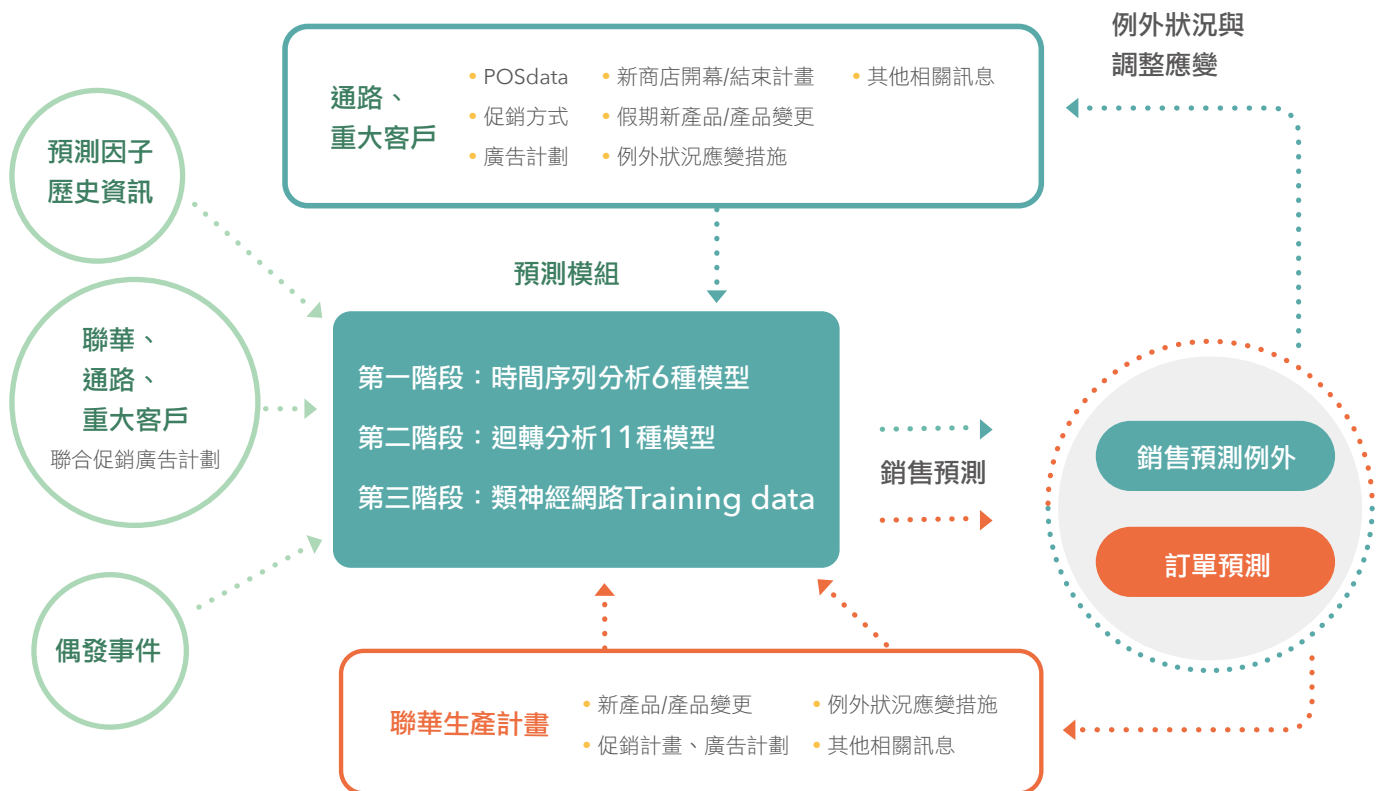 例外狀況與
調整應變
通路、
重大客戶
• POSdata
• 促銷方式
• 廣告計劃
• 新商店開幕/結束計畫
• 假期新產品/產品變更
• 例外狀況應變措施
• 其他相關訊息
預測因子
歷史資訊
聯華、
通路、
重大客戶
聯合促銷廣告計劃
偶發事件
預測模組
第一階段：時間序列分析6種模型
第二階段：迴轉分析11種模型
第三階段：類神經網路Training data
銷售預測
銷售預測例外
訂單預測
聯華生產計畫
• 新產品/產品變更
• 促銷計畫、廣告計劃
• 例外狀況應變措施
• 其他相關訊息